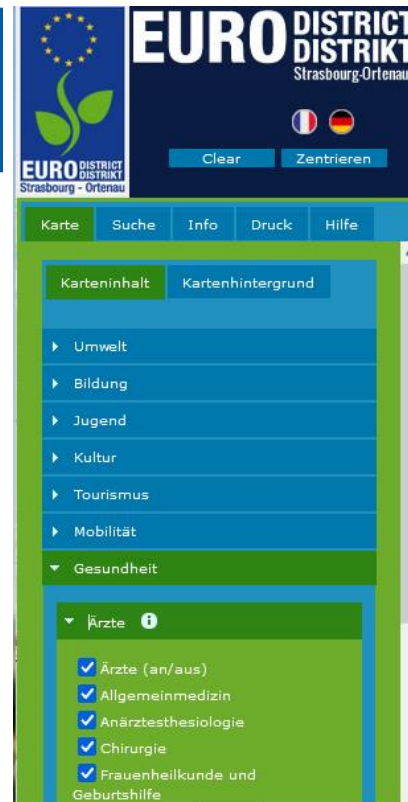 EURO DISTRICT
DISTRIKT
Strasbourg-Ortenau
EURO DISTRICT
DISTRIKT
Strasbourg - Ortenau
Clear Zentrieren
Karte Suche Info Druck Hilfe
Karteninhalt Kartenhintergrund
Umwelt
Bildung
Jugend
Kultur
Tourismus
Mobilität
Gesundheit
Ärzte
Ärzte (an/aus)
Allgemeinmedizin
Anärztesthesiologie
Chirurgie
Frauenheilkunde und
Geburtshilfe